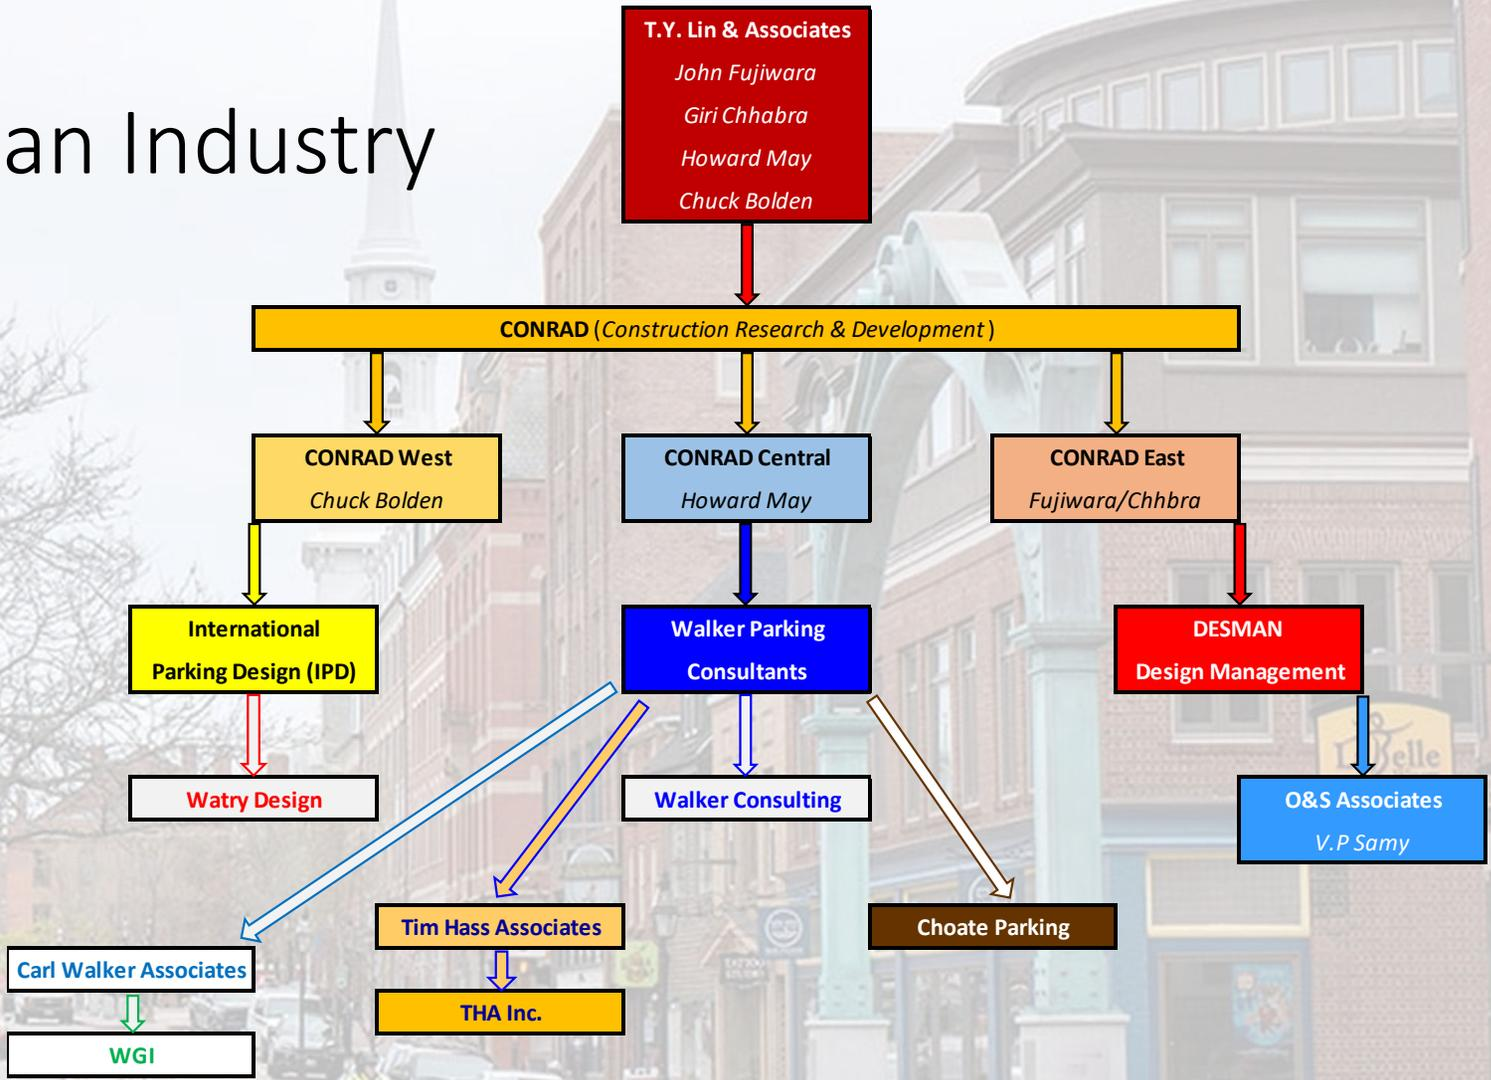 T.Y. Lin & Associates
John Fujiwara
Giri Chhabra
Howard May
Chuck Bolden
an Industry
CONRAD (Construction Research & Development)
CONRAD West
Chuck Bolden
CONRAD Central
Howard May
CONRAD East
Fujiwara/Chhbra
International
Parking Design (IPD)
Walker Parking
Consultants
DESMAN
Design Management
Watry Design
Walker Consulting
O&S Associates
V.P Samy
Tim Hass Associates
Choate Parking
Carl Walker Associates
THA Inc.
WGI